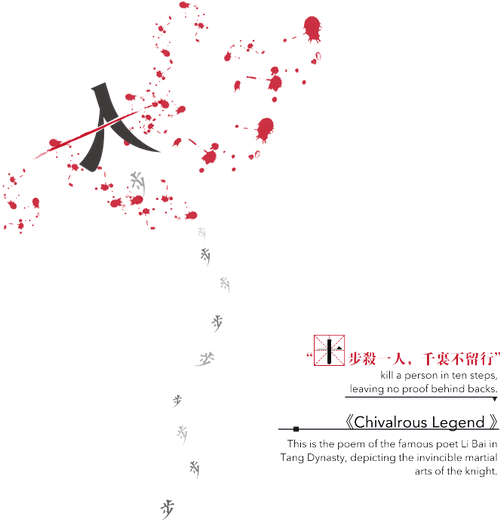 人
步
步
步
步
步
步
步
步
步
步
“十步殺一人，千裏不留行”
kill a person in ten steps,
leaving no proof behind backs.
《Chivalrous Legend 》
This is the poem of the famous poet Li Bai in
Tang Dynasty, depicting the invincible martial
arts of the knight.